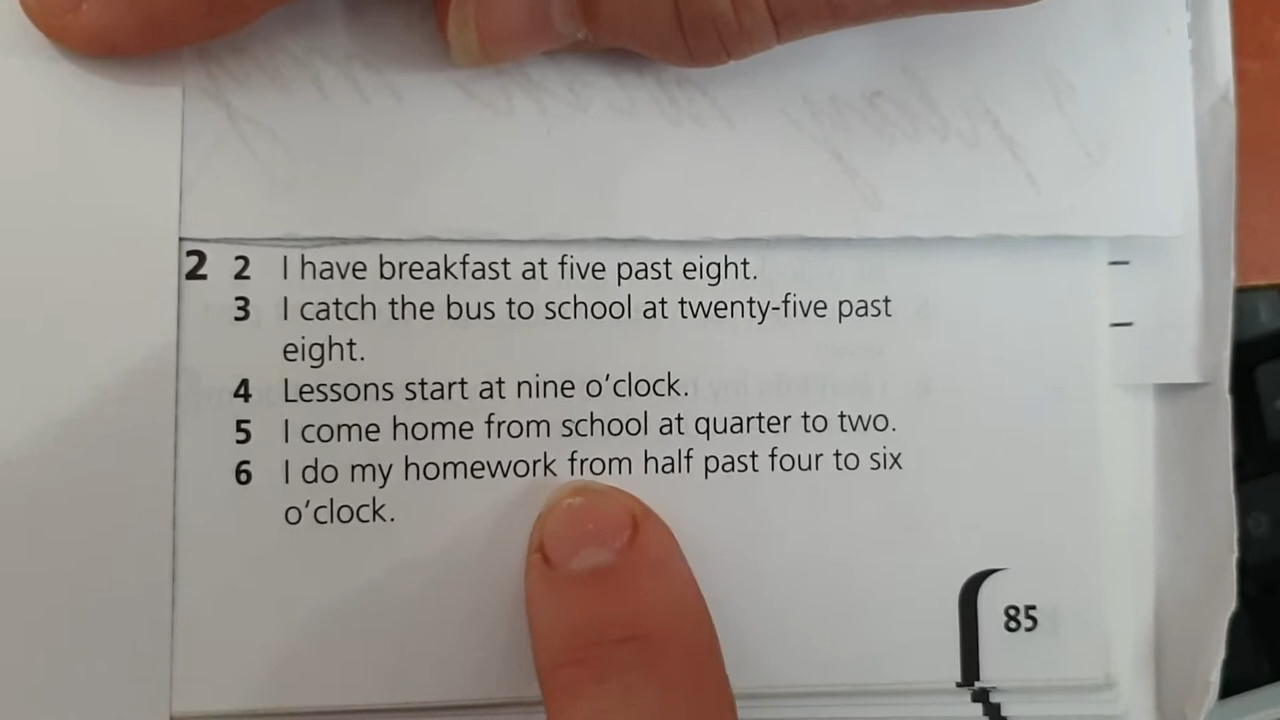 2 2 I have breakfast at five past eight.
3 I catch the bus to school at twenty-five past
eight.
4 Lessons start at nine o'clock.
5 I come home from school at quarter to two.
6 I do my homework from half past four to six
o'clock.
85